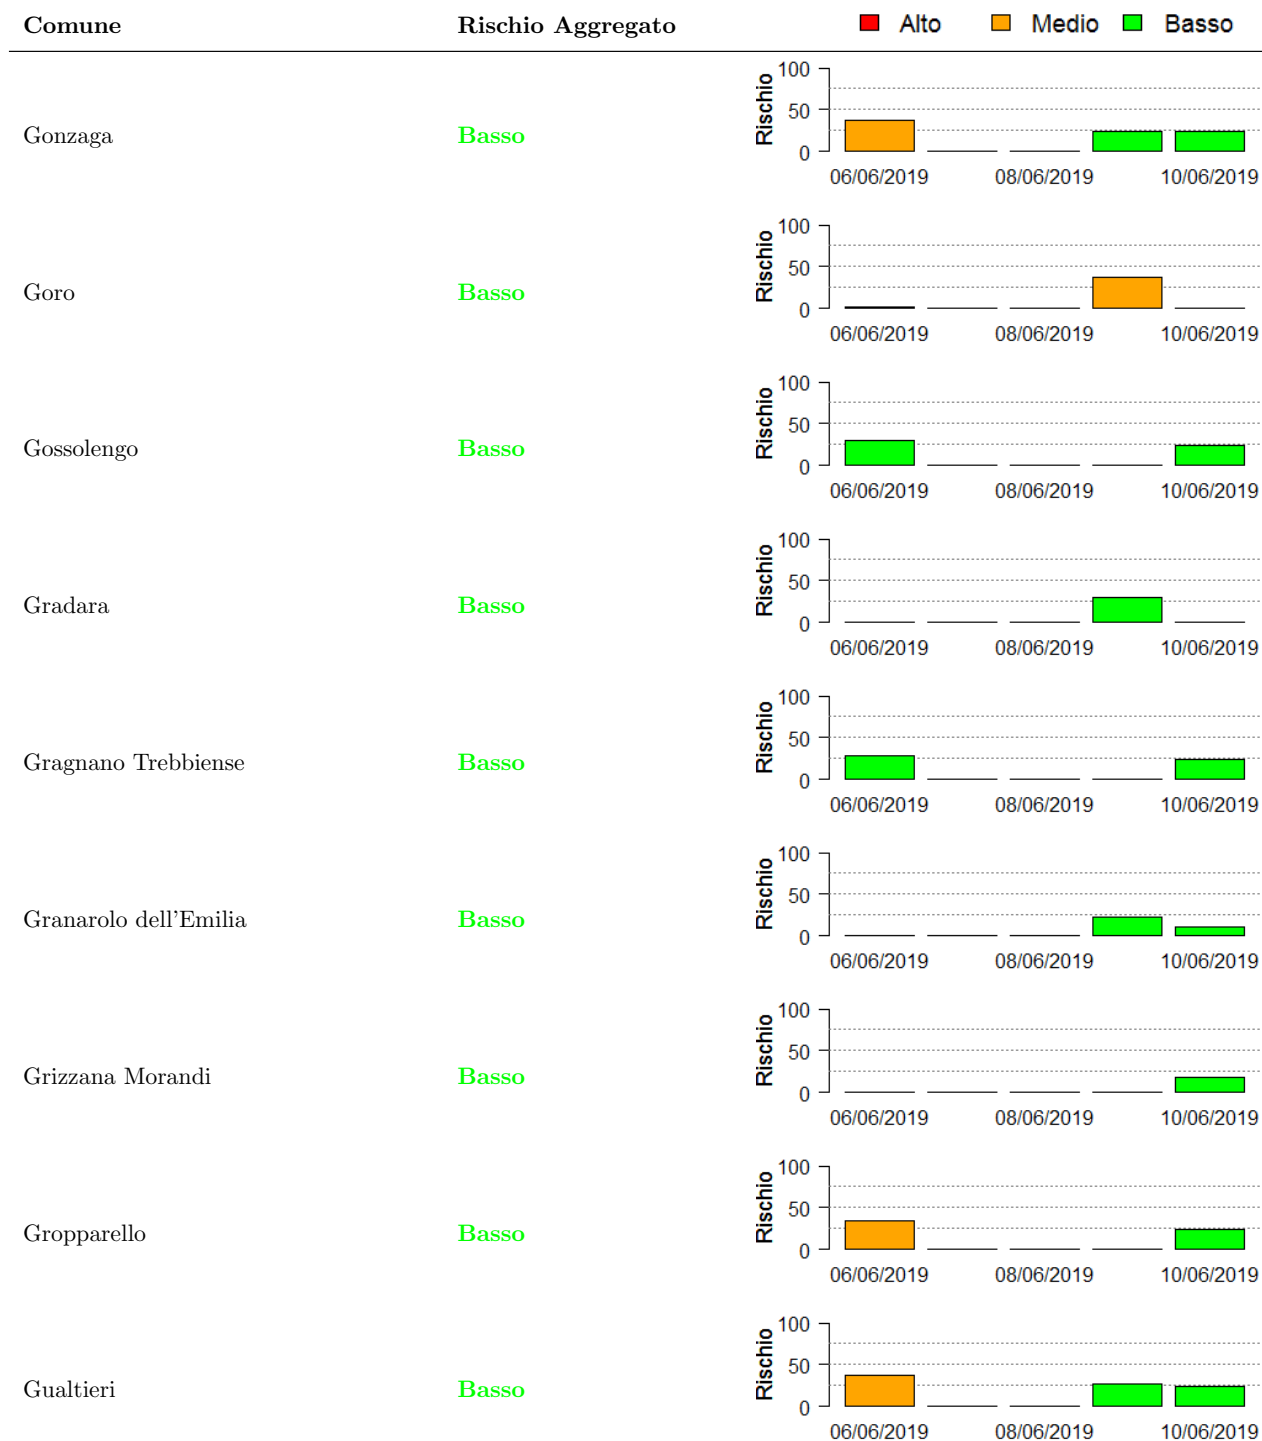 Comune Rischio Aggregato Alto Medio Basso
Gonzaga Basso Rischio 100 50 0
06/06/2019 08/06/2019 10/06/2019
Goro Basso Rischio 100 50 0
06/06/2019 08/06/2019 10/06/2019
Gossolengo Basso Rischio 100 50 0
06/06/2019 08/06/2019 10/06/2019
Gradara Basso Rischio 100 50 0
06/06/2019 08/06/2019 10/06/2019
Gragnano Trebbiense Basso Rischio 100 50 0
06/06/2019 08/06/2019 10/06/2019
Granarolo dell'Emilia Basso Rischio 100 50 0
06/06/2019 08/06/2019 10/06/2019
Grizzana Morandi Basso Rischio 100 50 0
06/06/2019 08/06/2019 10/06/2019
Gropparello Basso Rischio 100 50 0
06/06/2019 08/06/2019 10/06/2019
Gualtieri Basso Rischio 100 50 0
06/06/2019 08/06/2019 10/06/2019